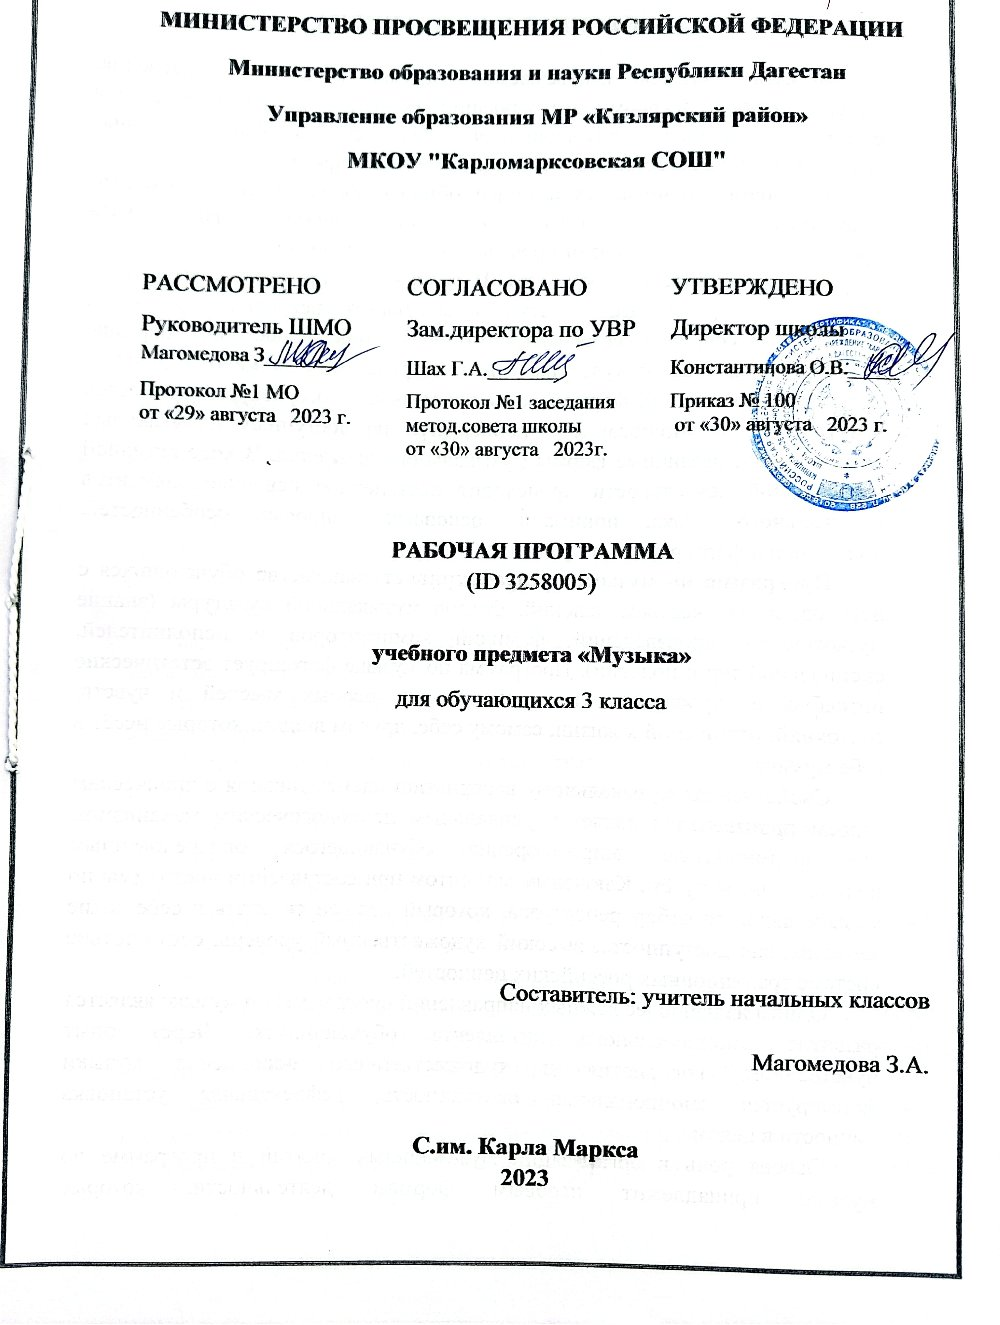 МИНИСТЕРСТВО ПРОСВЕЩЕНИЯ РОССИЙСКОЙ ФЕДЕРАЦИИ
Министерство образования и науки Республики Дагестан
Управление образования МР «Кизлярский район»
МКОУ "Карломарксовская СОШ"
РАССМОТРЕНО
Руководитель ШМО
Магомедова З
Протокол №1 МО
от «29» августа 2023 г.
СОГЛАСОВАНО
Зам.директора по УВР
Шах Г.А.
Протокол №1 заседания
метод.совета школы
от «30» августа 2023г.
УТВЕРЖДЕНО
Директор школы
Константинова О.В.
Приказ № 100
от «30» августа 2023 г.
РАБОЧАЯ ПРОГРАММА
(ID 3258005)
учебного предмета «Музыка»
для обучающихся 3 класса
Составитель: учитель начальных классов
Магомедова З.А.
С.им. Карла Маркса
2023